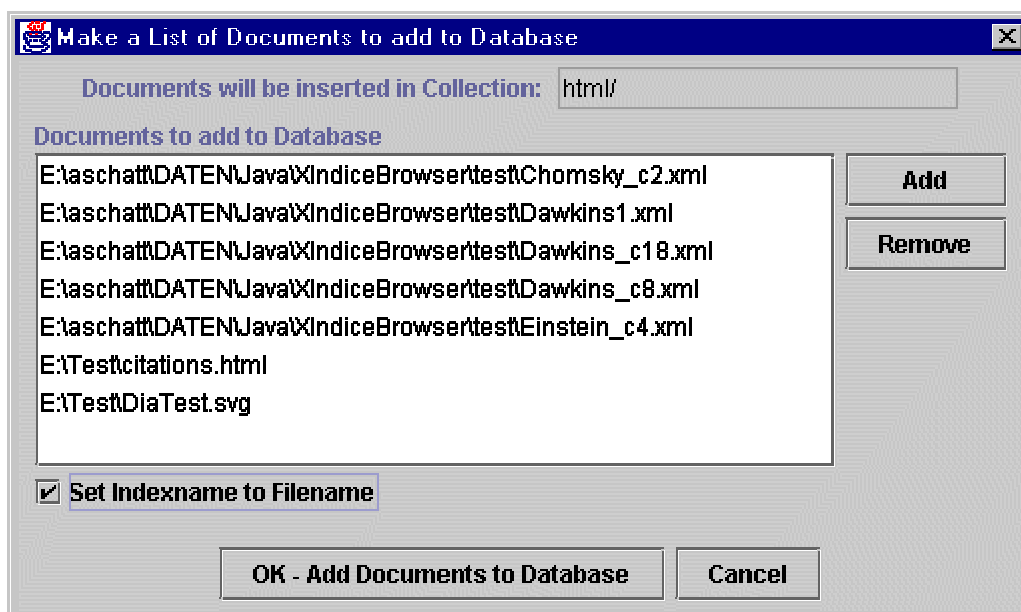 Make a List of Documents to add to Database
Documents will be inserted in Collection: html/
Documents to add to Database
E:\aschatt\DATEN\Java\XIndiceBrowser\test\Chomsky_c2.xml
E:\aschatt\DATEN\Java\XIndiceBrowser\test\Dawkins1.xml
E:\aschatt\DATEN\Java\XIndiceBrowser\test\Dawkins_c18.xml
E:\aschatt\DATEN\Java\XIndiceBrowser\test\Dawkins_c8.xml
E:\aschatt\DATEN\Java\XIndiceBrowser\test\Einstein_c4.xml
E:\Test\citations.html
E:\Test\DiaTest.svg
Add
Remove
Set Indexname to Filename
OK - Add Documents to Database
Cancel